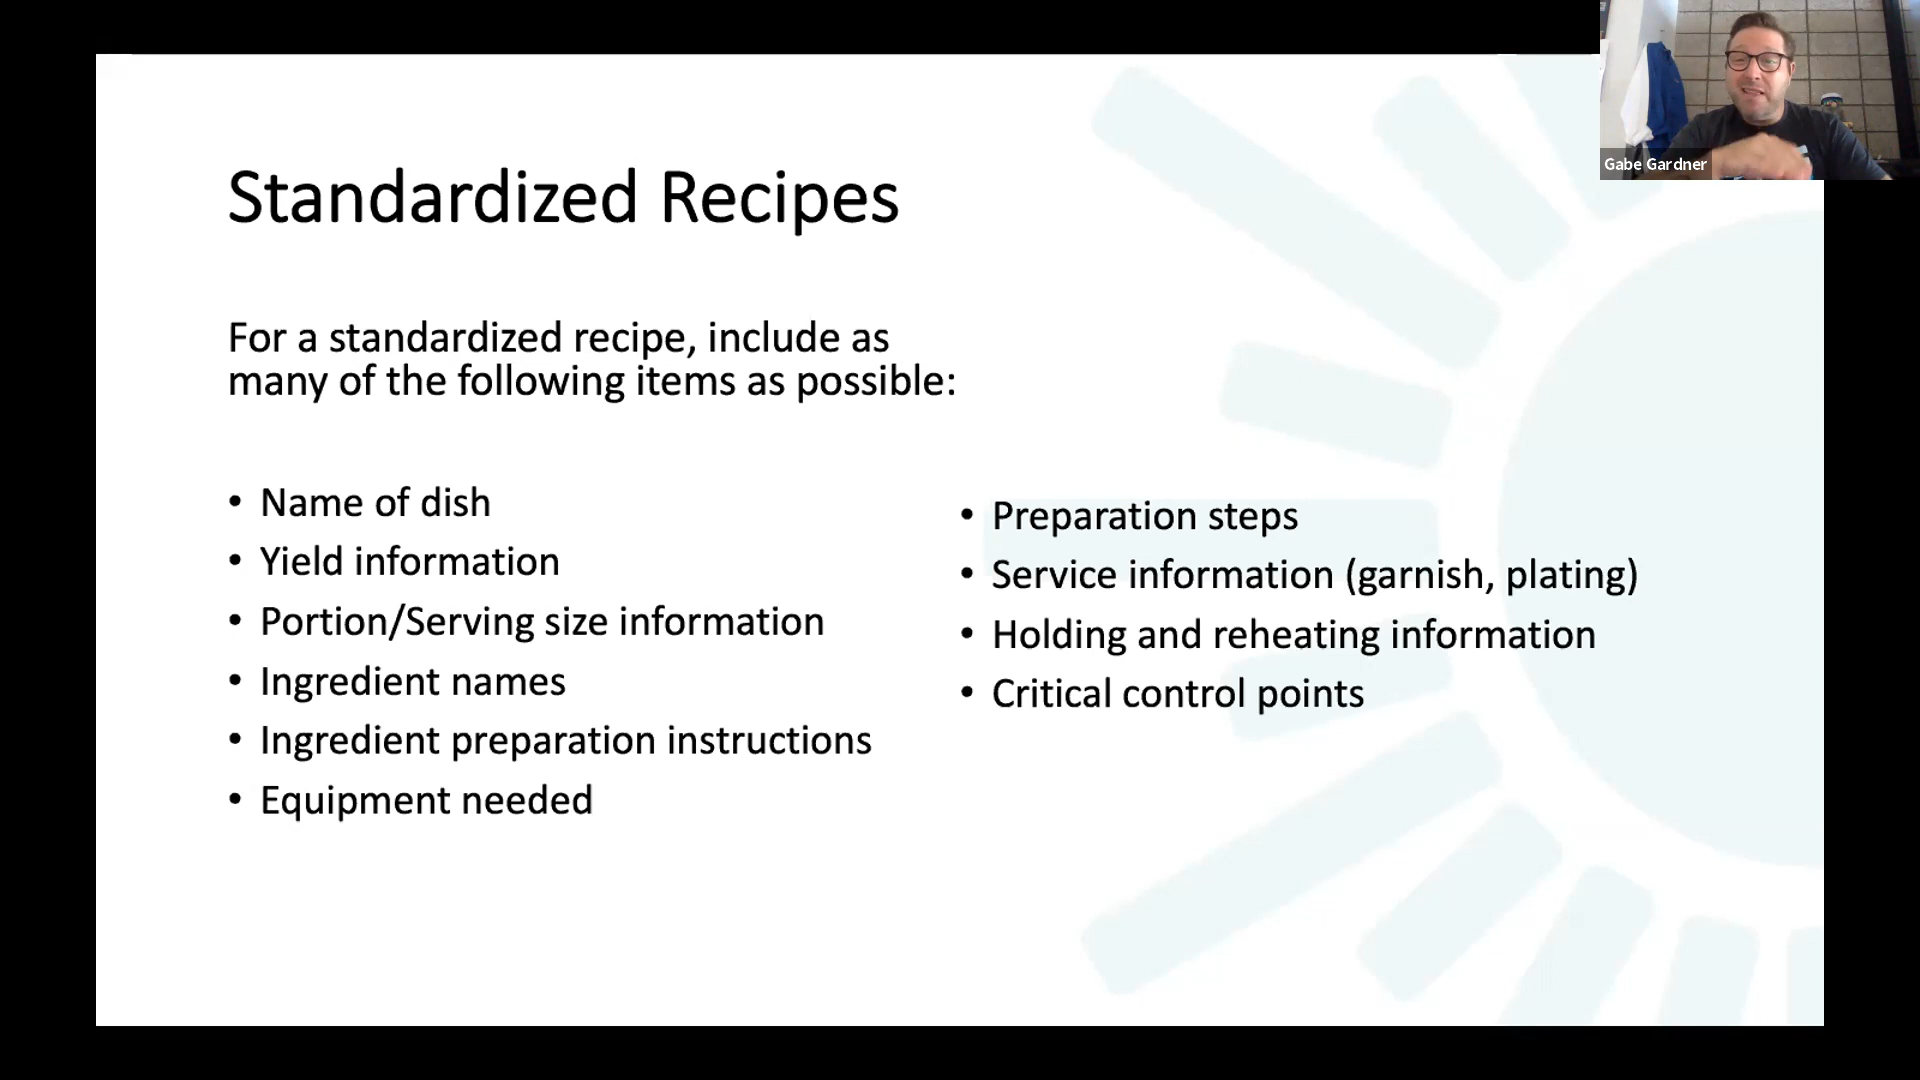 Gabe Gardner
Standardized Recipes
For a standardized recipe, include as
many of the following items as possible:
• Name of dish
• Yield information
• Portion/Serving size information
• Ingredient names
• Ingredient preparation instructions
• Equipment needed
• Preparation steps
• Service information (garnish, plating)
• Holding and reheating information
• Critical control points